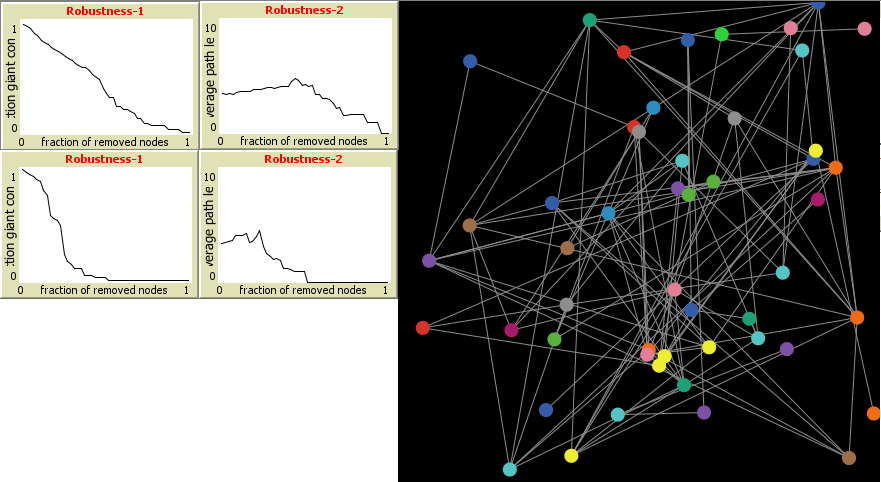 Robustness-1
Robustness-2
:tion giant con
1
0
0
fraction of removed nodes
1
verage path le
10
0
0
fraction of removed nodes
1
Robustness-1
Robustness-2
:tion giant con
1
0
0
fraction of removed nodes
1
verage path le
10
0
0
fraction of removed nodes
1